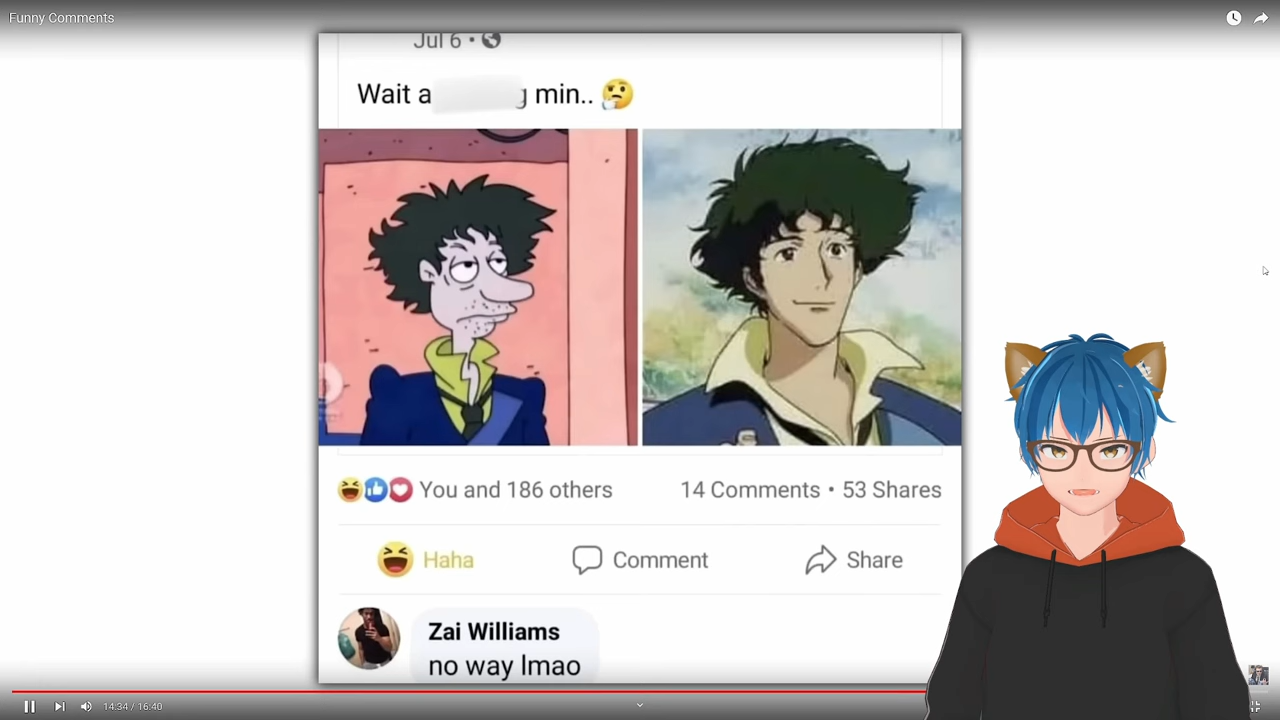 Funny Comments
Jul 6 •
Wait a min.. 🤔
You and 186 others
14 Comments • 53 Shares
Haha
Comment
Share
Zai Williams
no way lmao
14:34 / 16:40